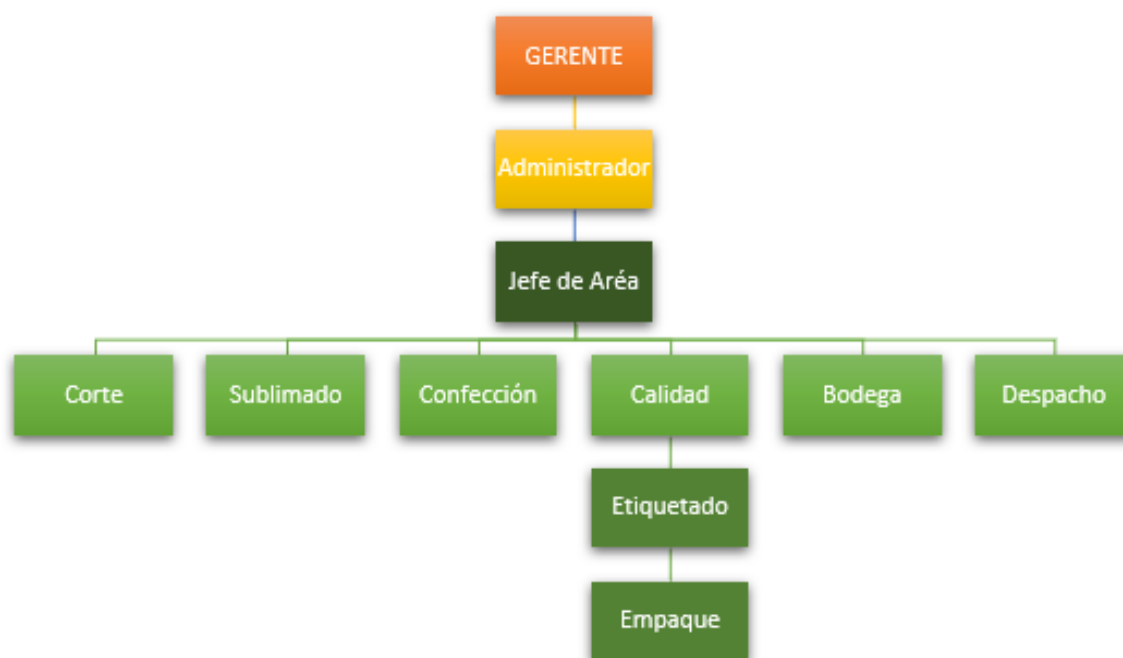 GERENTE
Administrador
Jefe de Aréa
Corte
Sublimado
Confección
Calidad
Bodega
Despacho
Etiquetado
Empaque